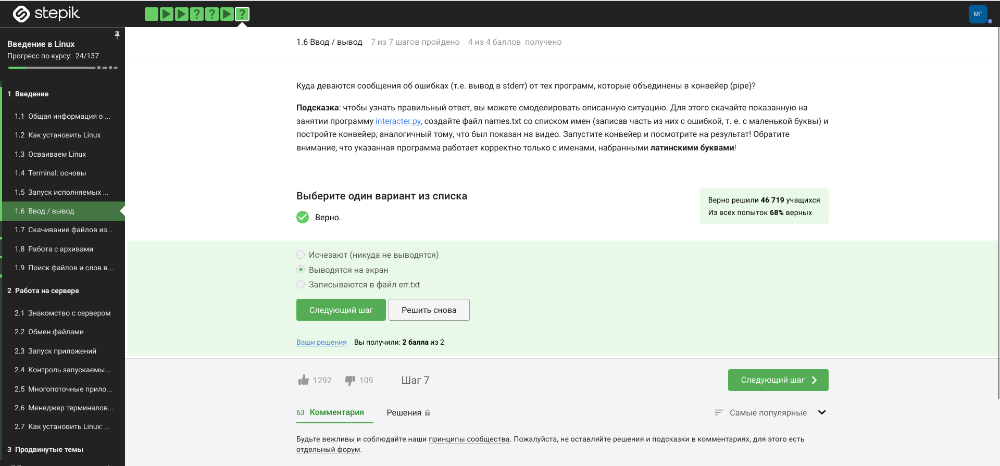 stepik
МГ
Введение в Linux
Прогресс по курсу: 24/137
1 Введение
1.1 Общая информация о ...
1.2 Как установить Linux
1.3 Осваиваем Linux
1.4 Terminal: основы
1.5 Запуск исполняемых ...
1.6 Ввод / вывод
1.7 Скачивание файлов из...
1.8 Работа с архивами
1.9 Поиск файлов и слов в...
2 Работа на сервере
2.1 Знакомство с сервером
2.2 Обмен файлами
2.3 Запуск приложений
2.4 Контроль запускаемы...
2.5 Многопоточные прило...
2.6 Менеджер терминалов...
2.7 Как установить Linux: ...
3 Продвинутые темы
1.6 Ввод / вывод 7 из 7 шагов пройдено 4 из 4 баллов получено
Куда деваются сообщения об ошибках (т.е. вывод в stderr) от тех программ, которые объединены в конвейер (pipe)?
Подсказка: чтобы узнать правильный ответ, вы можете смоделировать описанную ситуацию. Для этого скачайте показанную на
занятии программу interacter.py, создайте файл names.txt со списком имен (записав часть из них с ошибкой, т. е. с маленькой буквы) и
постройте конвейер, аналогичный тому, что был показан на видео. Запустите конвейер и посмотрите на результат! Обратите
внимание, что указанная программа работает корректно только с именами, набранными латинскими буквами!
Выберите один вариант из списка
Верно.
Верно решили 46 719 учащихся
Из всех попыток 68% верных
Исчезают (никуда не выводятся)
Выводятся на экран
Записываются в файл err.txt
Следующий шаг Решить снова
Ваши решения Вы получили: 2 балла из 2
1292 109 Шаг 7 Следующий шаг
63 Комментария Решения Самые популярные
Будьте вежливы и соблюдайте наши принципы сообщества. Пожалуйста, не оставляйте решения и подсказки в комментариях, для этого есть
отдельный форум.